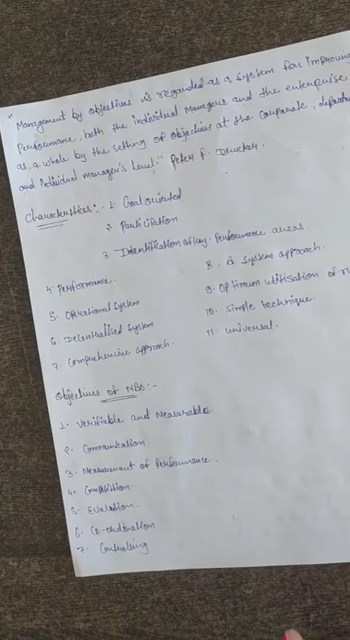 "Management by objectives is regarded as a system for improving
Performance, both the individual Managers and the enterprise
as a whole by the setting of objectives at the corporate, department
and individual manager's level." Peter F. Drucker.
Characteristics:- 1. Goal oriented
2. Participation
3. Identification of key Performance areas
4. Performance.
5. Operational system
6. Decentralised system
7. Comprehensive approach.
8. A system approach.
9. Optimum utilisation of
10. Simple technique.
11. Universal.
Objectives of MBO:-
1. Verifiable and Measurable
2. Communication.
3. Measurement of Performance.
4. Competition.
5. Evalation.
6. Co-ordination
7. Controlling